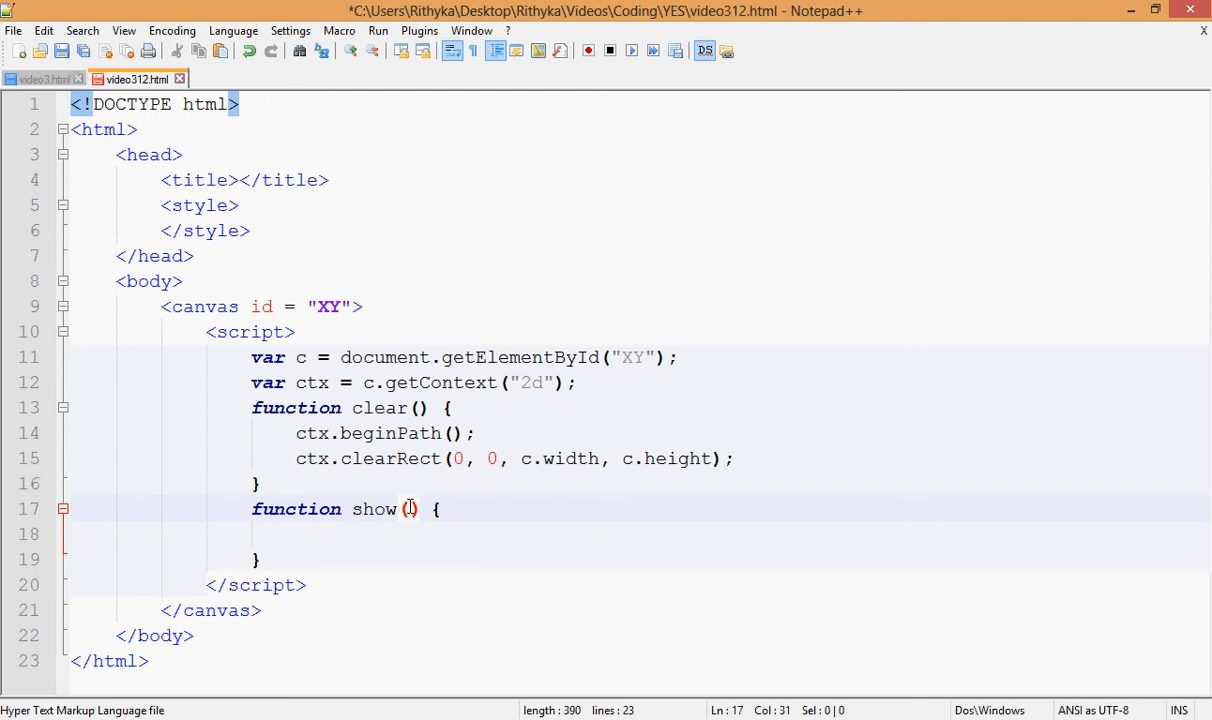 *C:\Users\Rithyka\Desktop\Rithyka\Videos\Coding\YES\video312.html - Notepad++
File Edit Search View Encoding Language Settings Macro Run Plugins Window ? X
video3.html video312.html
1 <!DOCTYPE html>
2 <html>
3 <head>
4 <title></title>
5 <style>
6 </style>
7 </head>
8 <body>
9 <canvas id = "XY">
10 <script>
11 var c = document.getElementById("XY");
12 var ctx = c.getContext("2d");
13 function clear() {
14 ctx.beginPath();
15 ctx.clearRect(0, 0, c.width, c.height);
16 }
17 function show() {
18
19 }
20 </script>
21 </canvas>
22 </body>
23 </html>
Hyper Text Markup Language file length : 390 lines : 23 Ln : 17 Col : 31 Sel : 0 | 0 Dos\Windows ANSI as UTF-8 INS